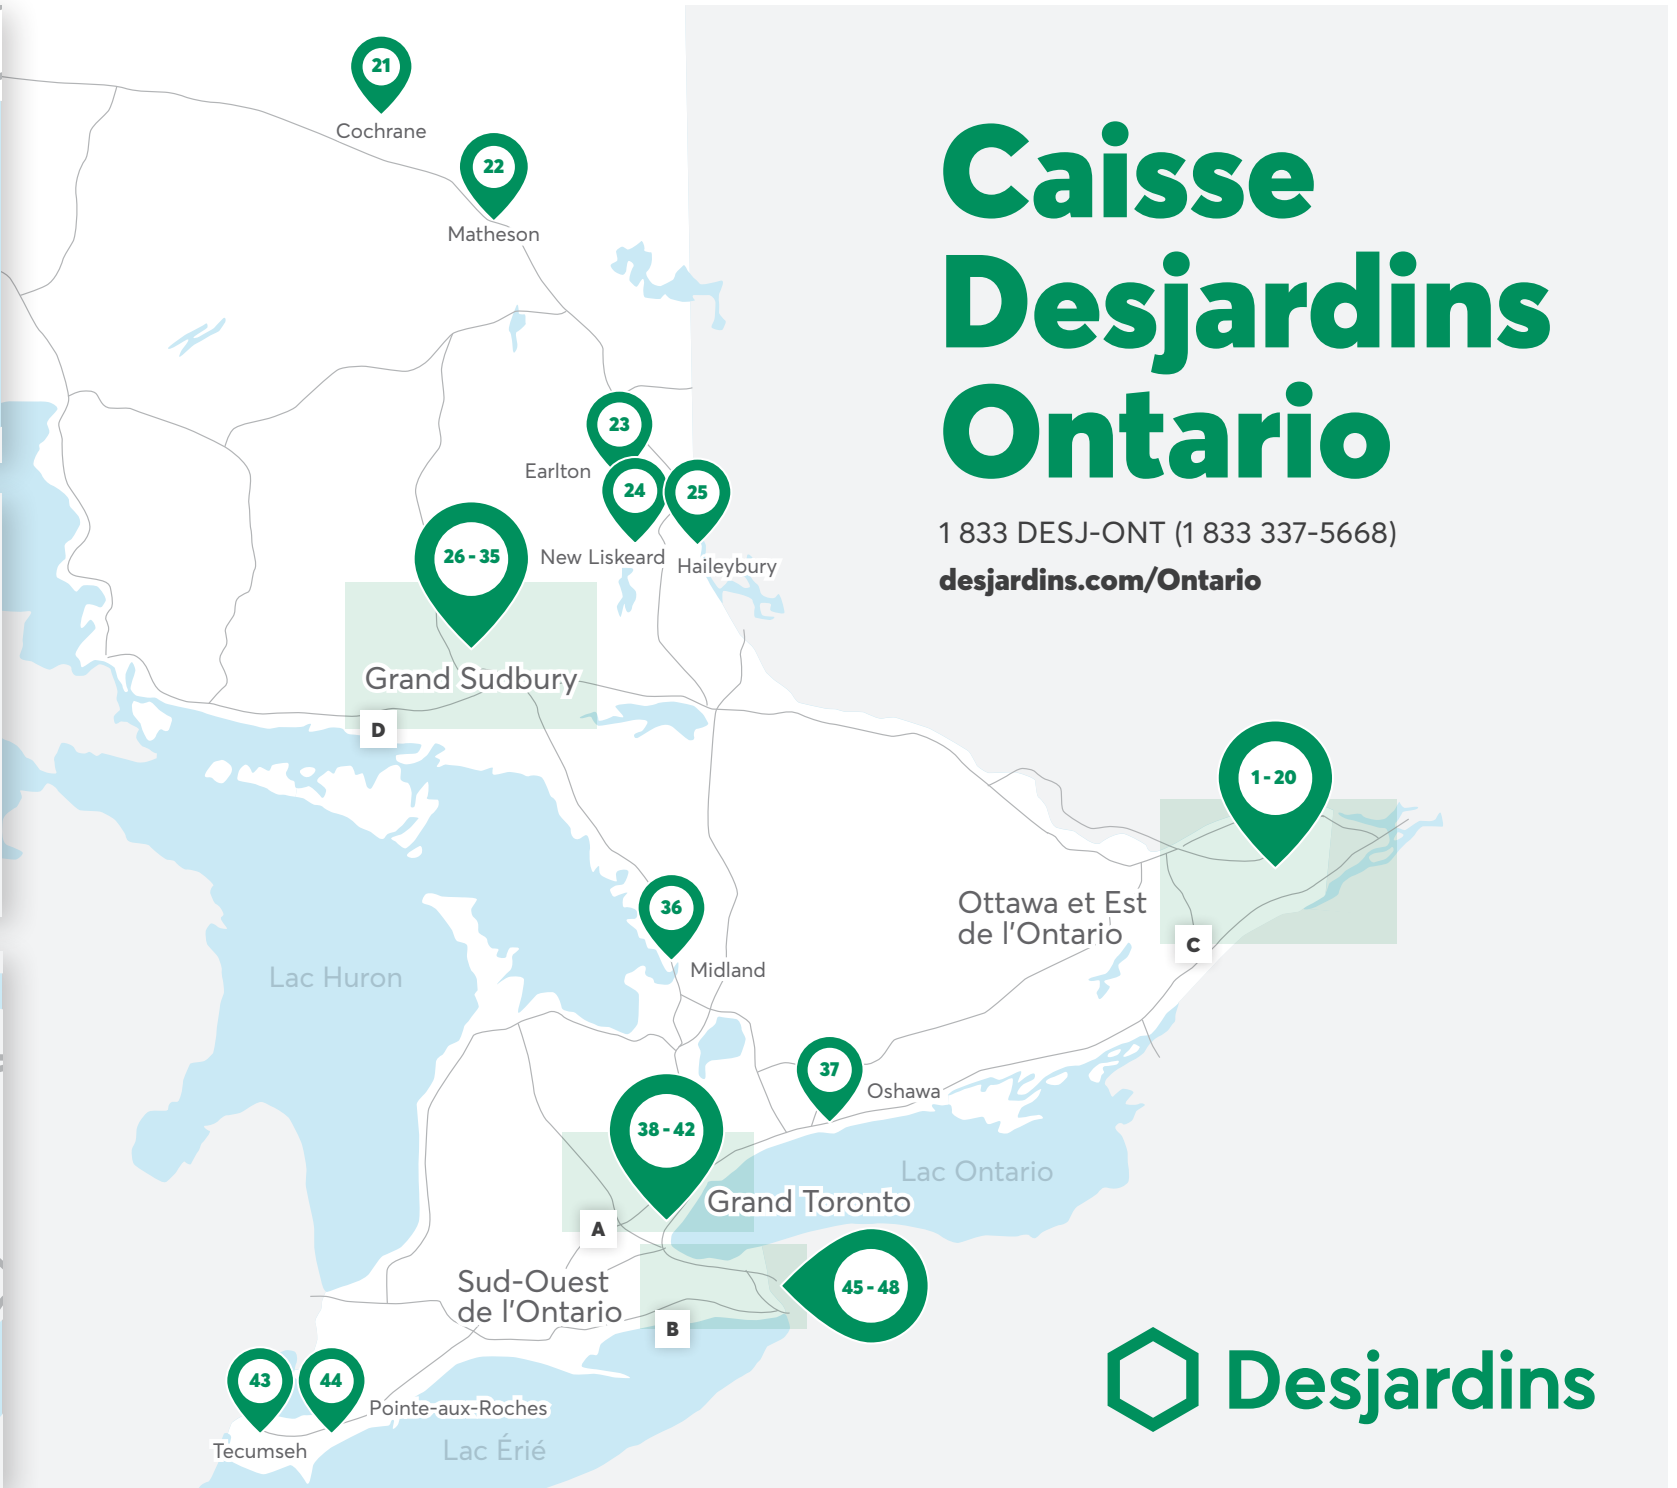 21
Cochrane
22
Matheson
Caisse
Desjardins
Ontario
1 833 DESJ-ONT (1 833 337-5668)
desjardins.com/Ontario
23
Earlton
24
25
New Liskeard
Haileybury
26 - 35
Grand Sudbury
D
1 - 20
Ottawa et Est
de l'Ontario
C
36
Midland
Lac Huron
37
Oshawa
38 - 42
Lac Ontario
Grand Toronto
A
Sud-Ouest
de l'Ontario
45 - 48
B
43
44
Pointe-aux-Roches
Tecumseh
Lac Érié
Desjardins